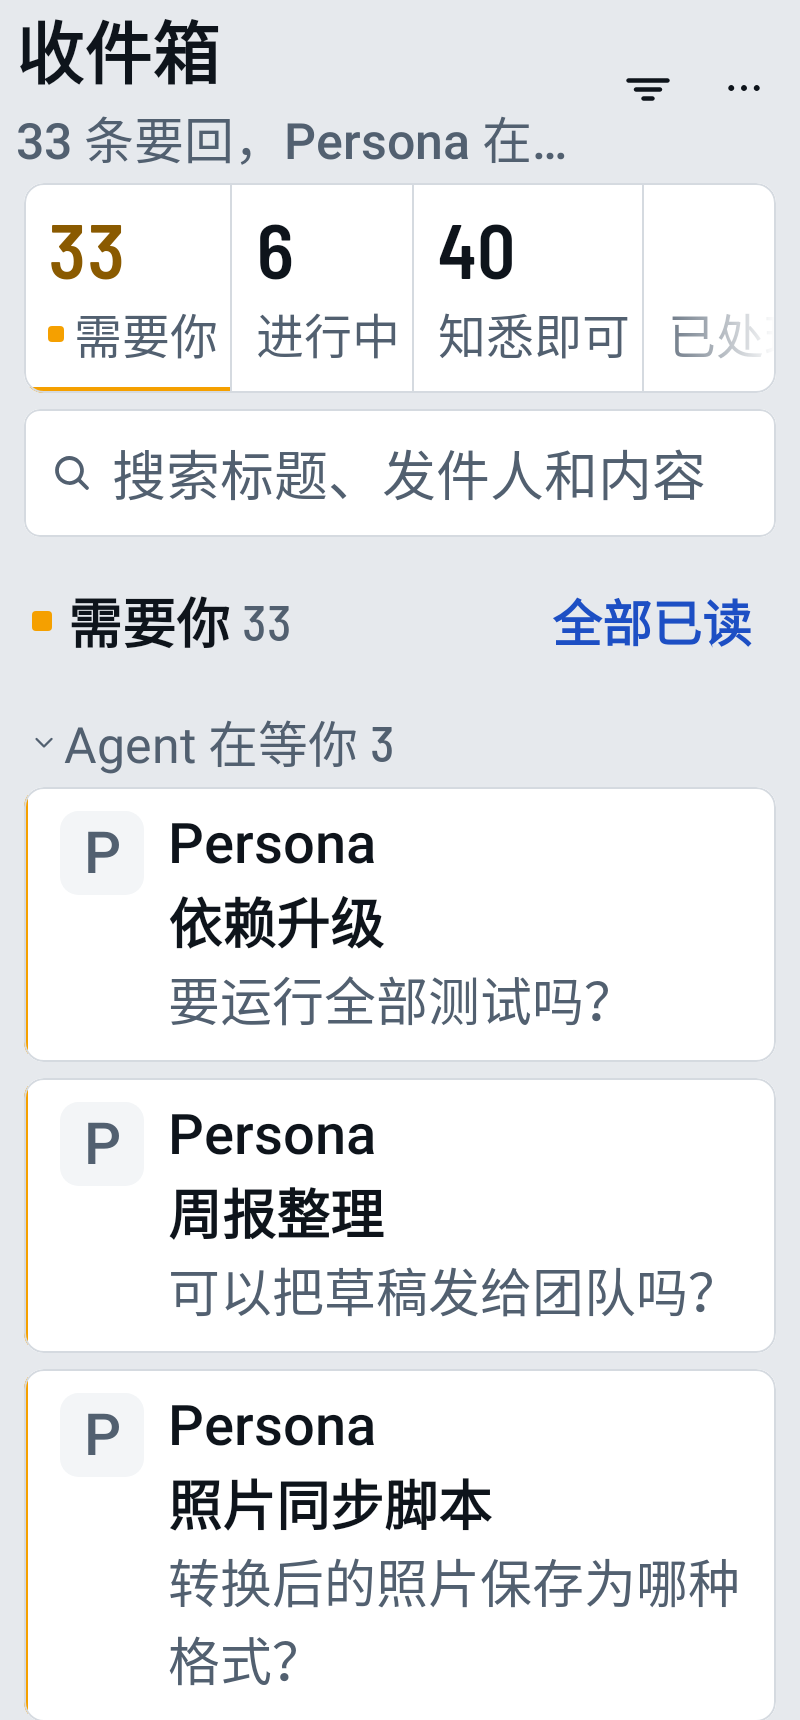 收件箱
33 条要回，Persona 在...
33
需要你
6
进行中
40
知悉即可
已处
搜索标题、发件人和内容
需要你 33
全部已读
Agent 在等你 3
P
Persona
依赖升级
要运行全部测试吗？
P
Persona
周报整理
可以把草稿发给团队吗？
P
Persona
照片同步脚本
转换后的照片保存为哪种
格式？